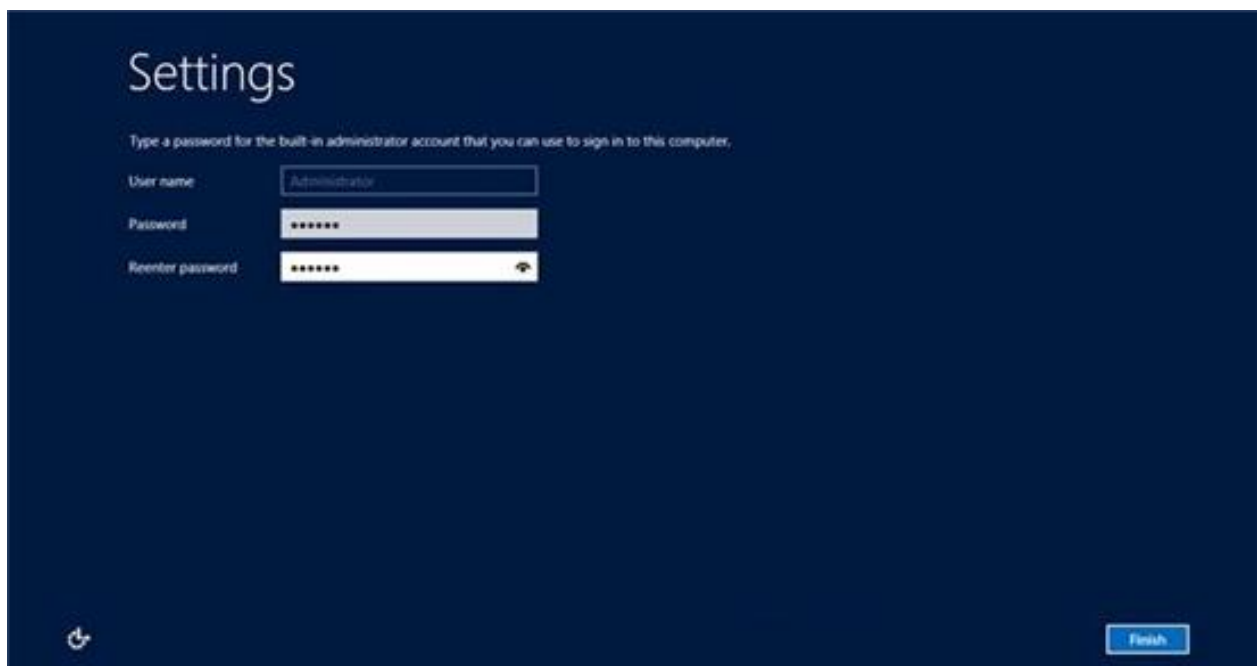 Settings
Type a password for the built-in administrator account that you can use to sign in to this computer.
User name Administrator
Password ••••••
Reenter password ••••••
Finish